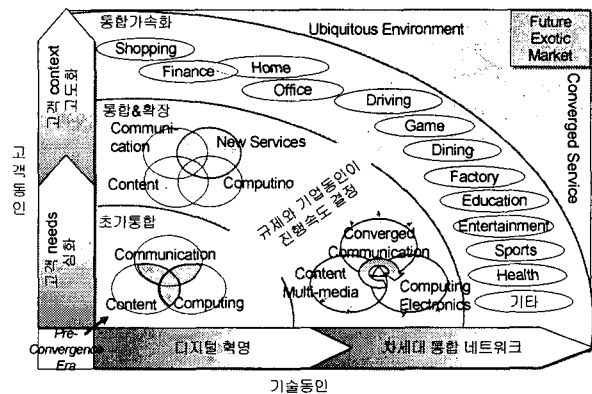 통합가속화
Ubiquitous Environment
Future
Exotic
Market
Shopping
Finance
Home
Office
Driving
Game
Dining
Factory
Education
Entertainment
Sports
Health
기타
Converged Service
고객 context
고도화
고객동인
고객 needs
심화
통합&확장
Communi-
cation
New Services
Content
Computino
규제와 기업동인이
진행속도 결정
초기통합
Communication
Content
Computing
Converged
Communication
Content
Multi-media
Computing
Electronics
Pre-
Convergence
Era
디지털 혁명
차세대 통합 네트워크
기술동인